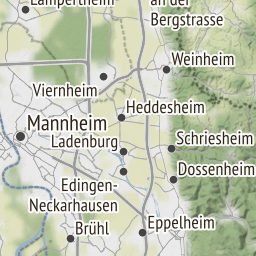 Lampertheim
an der
Bergstrasse
Weinheim
Viernheim
Heddesheim
Mannheim
Ladenburg
Schriesheim
Dossenheim
Edingen-
Neckarhausen
Brühl
Eppelheim